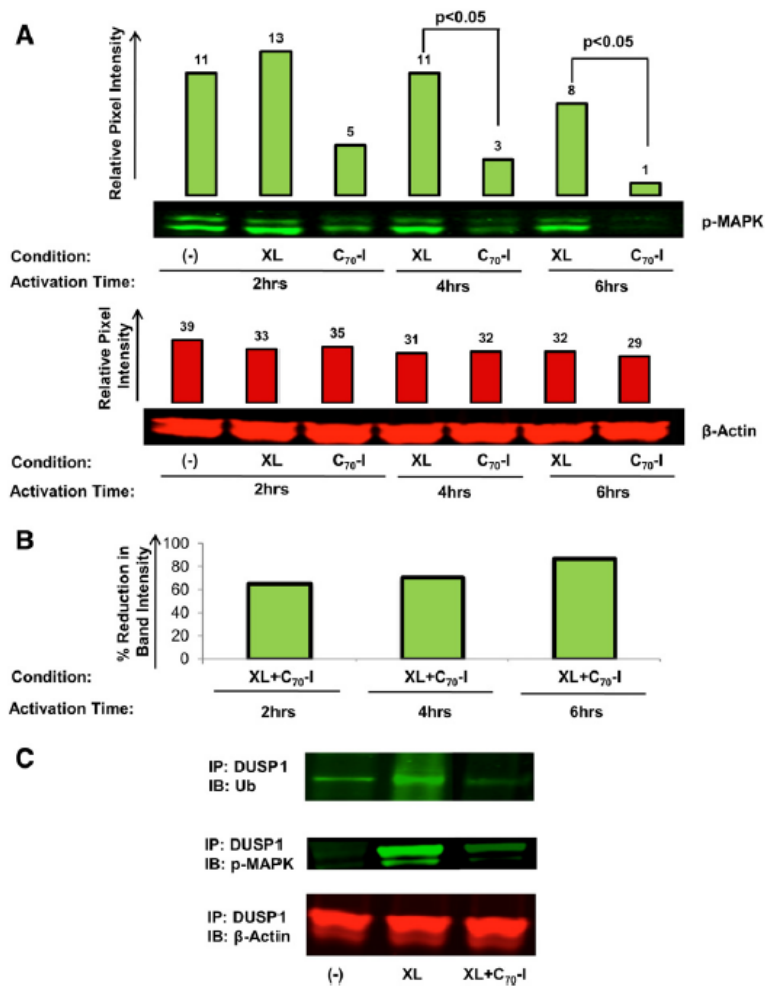 A
Relative Pixel Intensity
11
13
5
11
3
8
1
p<0.05
p<0.05
p-MAPK
Condition: (-) XL C₇₀-I XL C₇₀-I XL C₇₀-I
Activation Time: 2hrs 4hrs 6hrs
Relative Pixel
Intensity
39
33
35
31
32
32
29
β-Actin
Condition: (-) XL C₇₀-I XL C₇₀-I XL C₇₀-I
Activation Time: 2hrs 4hrs 6hrs
B
% Reduction in
Band Intensity
100
80
60
40
20
0
Condition: XL+C₇₀-I XL+C₇₀-I XL+C₇₀-I
Activation Time: 2hrs 4hrs 6hrs
C
IP: DUSP1
IB: Ub
IP: DUSP1
IB: p-MAPK
IP: DUSP1
IB: β-Actin
(-) XL XL+C₇₀-I